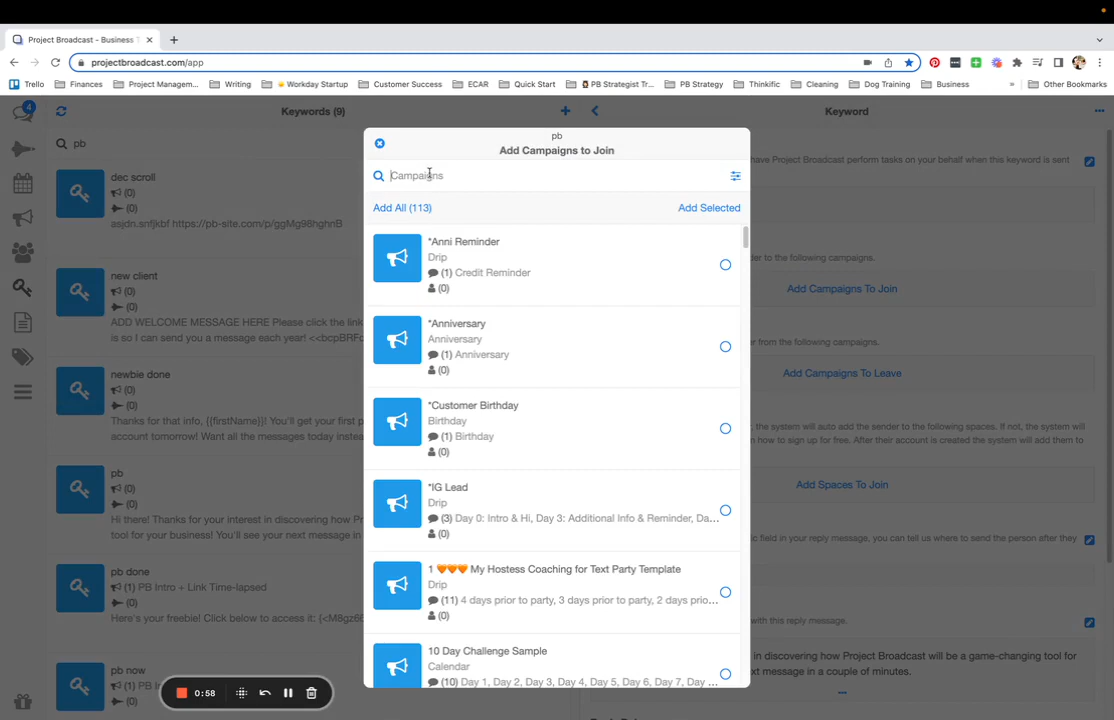 Project Broadcast - Business T
projectbroadcast.com/app
Trello
Finances
Project Managem...
Writing
Workday Startup
Customer Success
ECAR
Quick Start
PB Strategist Tr...
PB Strategy
Thinkific
Cleaning
Dog Training
Business
»
Other Bookmarks
4
Keywords (9)
Keyword
pb
dec scroll
(0)
(0)
asjdn.snfjkbf https://pb-site.com/p/ggMg98hghnB
new client
(0)
(0)
ADD WELCOME MESSAGE HERE Please click the link
is so I can send you a message each year! <<bcpBRF
newbie done
(0)
(0)
Thanks for that info, {{firstName}}! You'll get your first p
account tomorrow! Want all the messages today instea
pb
(0)
(0)
Hi there! Thanks for your interest in discovering how Pr
tool for your business! You'll see your next message in
pb done
(1) PB Intro + Link Time-lapsed
(0)
Here's your freebie! Click below to access it: {<M8gz6
pb now
(1) PB I
(0)
pb
Add Campaigns to Join
Campaigns
Add All (113)
Add Selected
*Anni Reminder
Drip
(1) Credit Reminder
(0)
*Anniversary
Anniversary
(1) Anniversary
(0)
*Customer Birthday
Birthday
(1) Birthday
(0)
*IG Lead
Drip
(3) Day 0: Intro & Hi, Day 3: Additional Info & Reminder, Da...
(0)
1 🧡🧡🧡 My Hostess Coaching for Text Party Template
Drip
(11) 4 days prior to party, 3 days prior to party, 2 days prio...
(0)
10 Day Challenge Sample
Calendar
(10) Day 1, Day 2, Day 3, Day 4, Day 5, Day 6, Day 7, Day ...
have Project Broadcast perform tasks on your behalf when this keyword is sent
der to the following campaigns.
Add Campaigns To Join
er from the following campaigns.
Add Campaigns To Leave
, the system will auto add the sender to the following spaces. If not, the system will
n how to sign up for free. After their account is created the system will add them to
Add Spaces To Join
ic field in your reply message, you can tell us where to send the person after they
with this reply message.
in discovering how Project Broadcast will be a game-changing tool for
ext message in a couple of minutes.
0:58